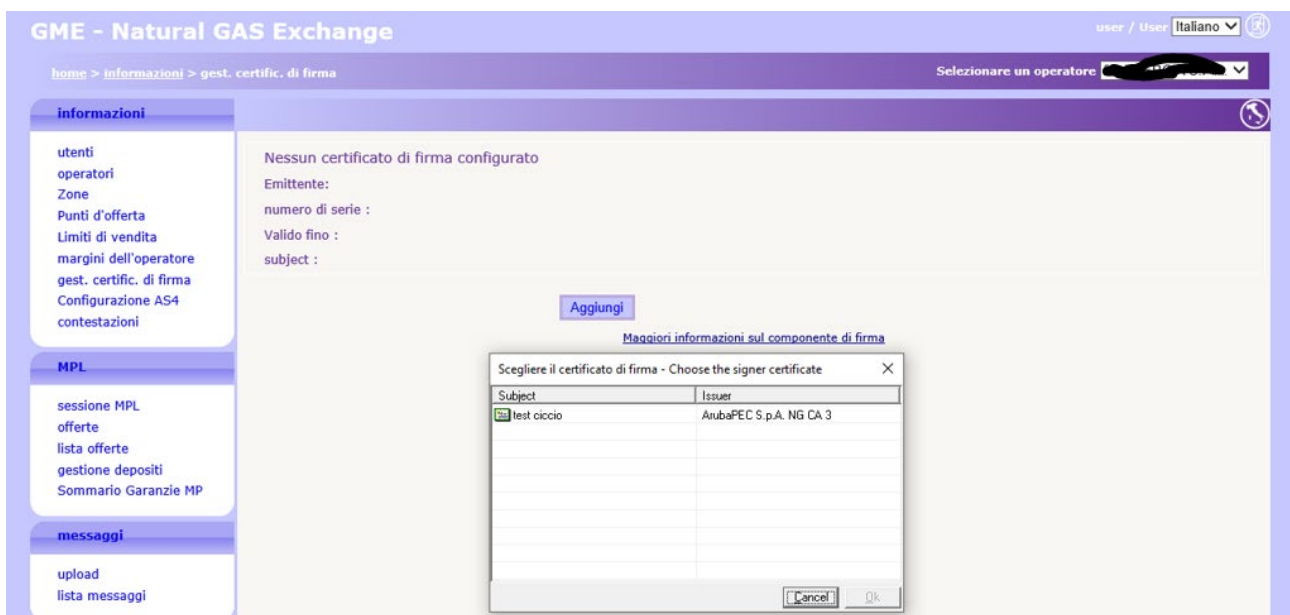 GME - Natural GAS Exchange
user / User Italiano
home > informazioni > gest. certific. di firma
Selezionare un operatore
informazioni
utenti
operatori
Zone
Punti d'offerta
Limiti di vendita
margini dell'operatore
gest. certific. di firma
Configurazione AS4
contestazioni
MPL
sessione MPL
offerte
lista offerte
gestione depositi
Sommario Garanzie MP
messaggi
upload
lista messaggi
Nessun certificato di firma configurato
Emittente:
numero di serie :
Valido fino :
subject :
Aggiungi
Maggiori informazioni sul componente di firma
Scegliere il certificato di firma - Choose the signer certificate
Subject Issuer
test ciccio ArubaPEC S.p.A. NG CA 3
Cancel Ok